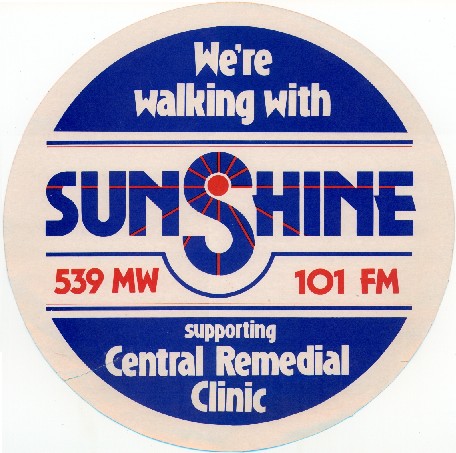 We're
walking with
SUNSHINE
539 MW 101 FM
supporting
Central Remedial
Clinic